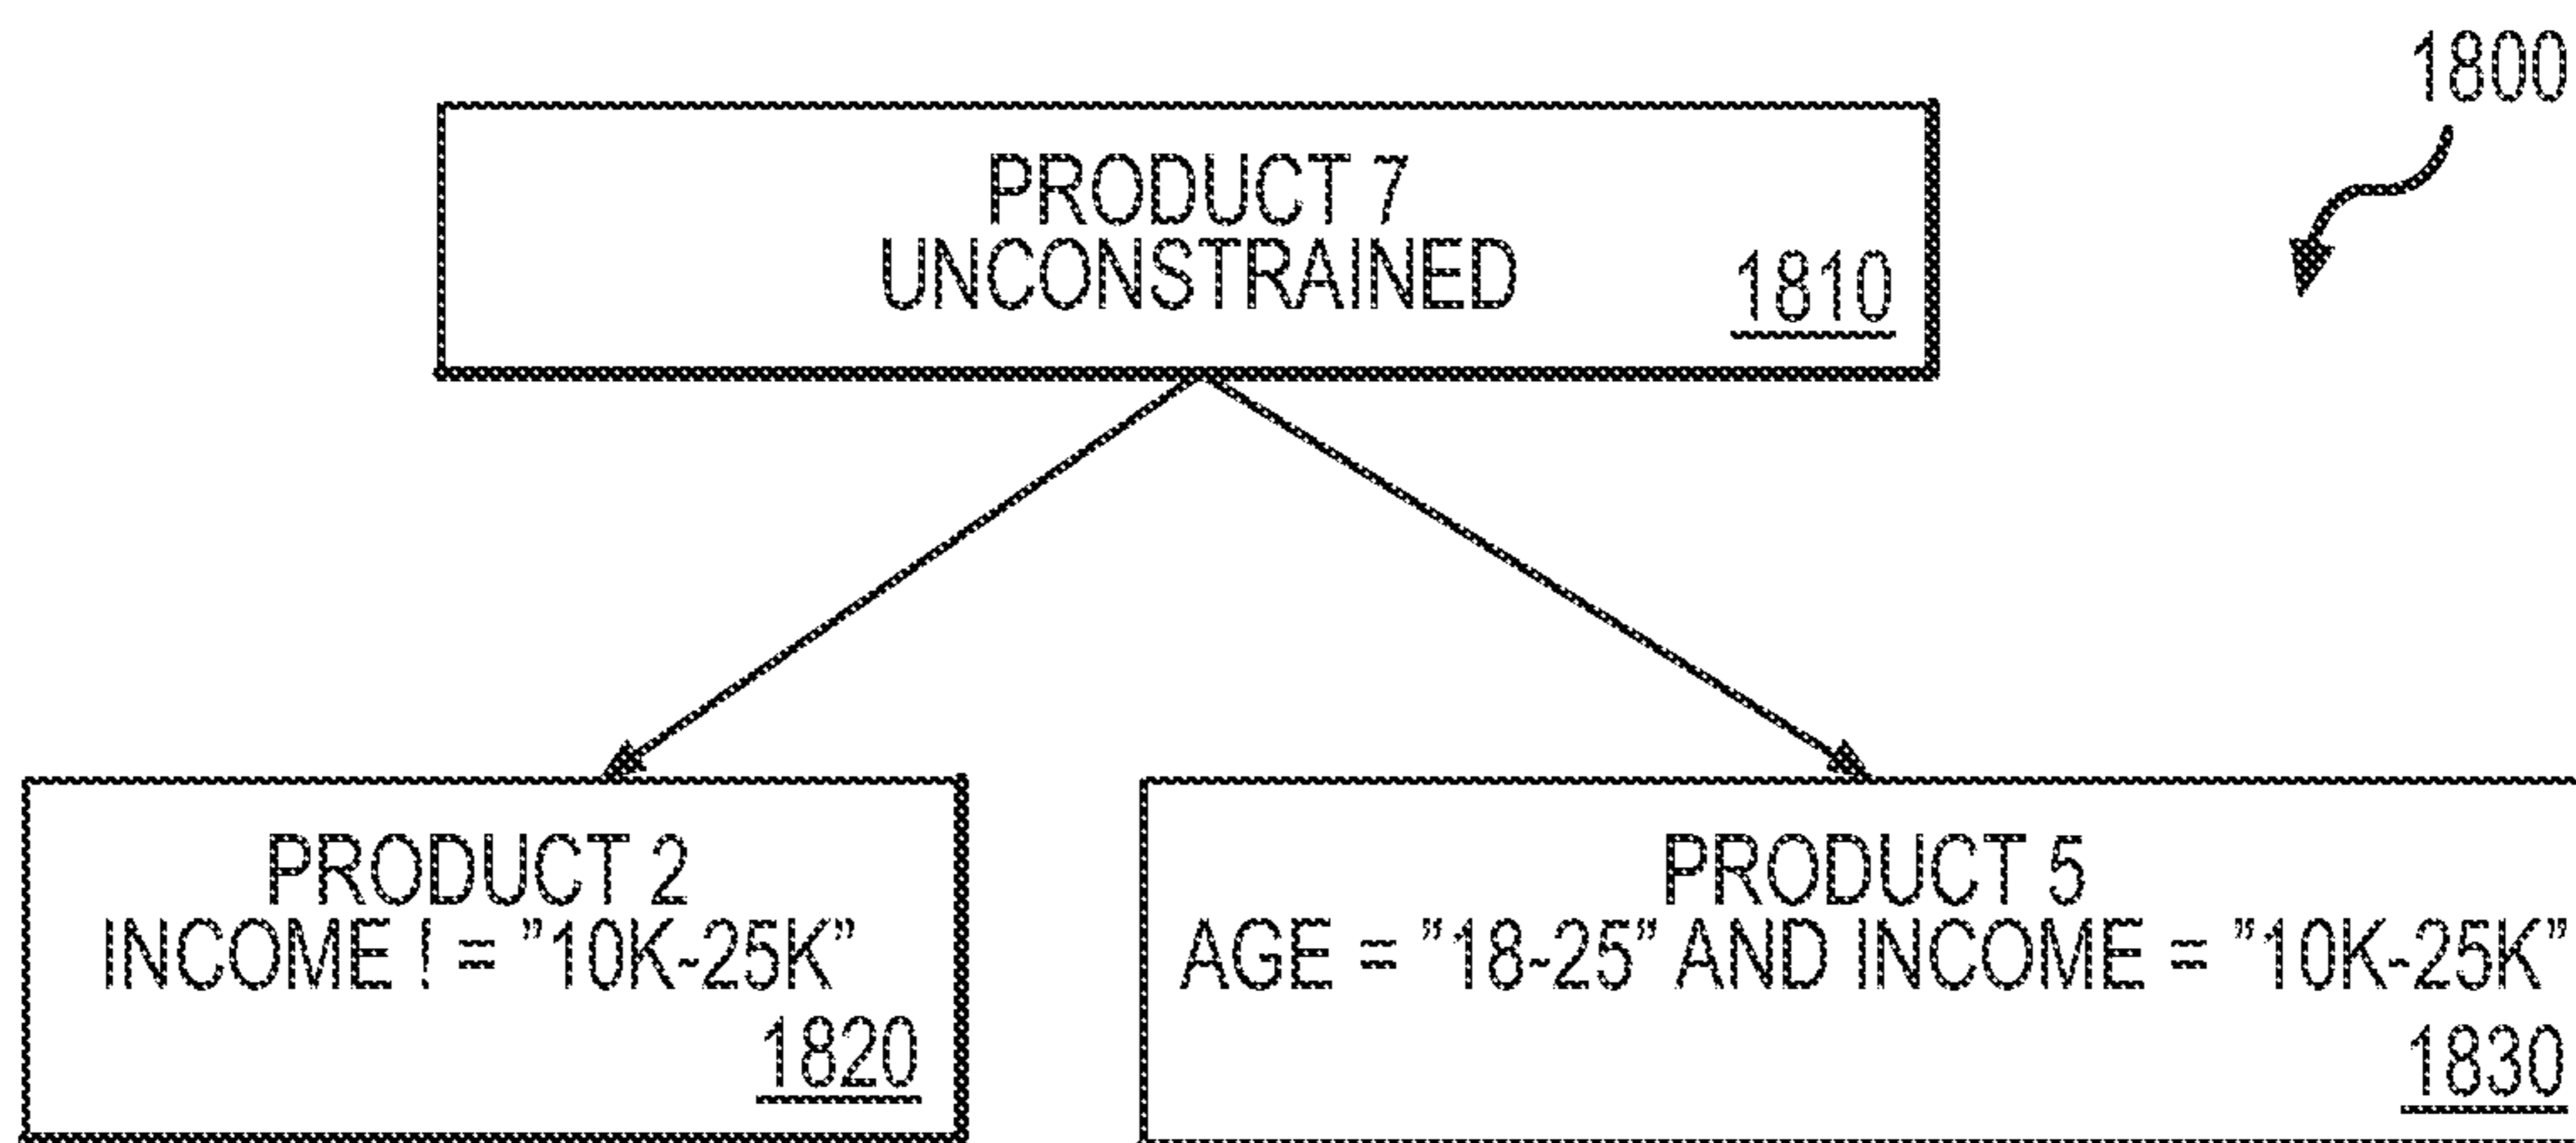 1800
PRODUCT 7
UNCONSTRAINED
1810
PRODUCT 2
INCOME ! = ”10K-25K”
1820
PRODUCT 5
AGE = ”18-25” AND INCOME = ”10K-25K”
1830